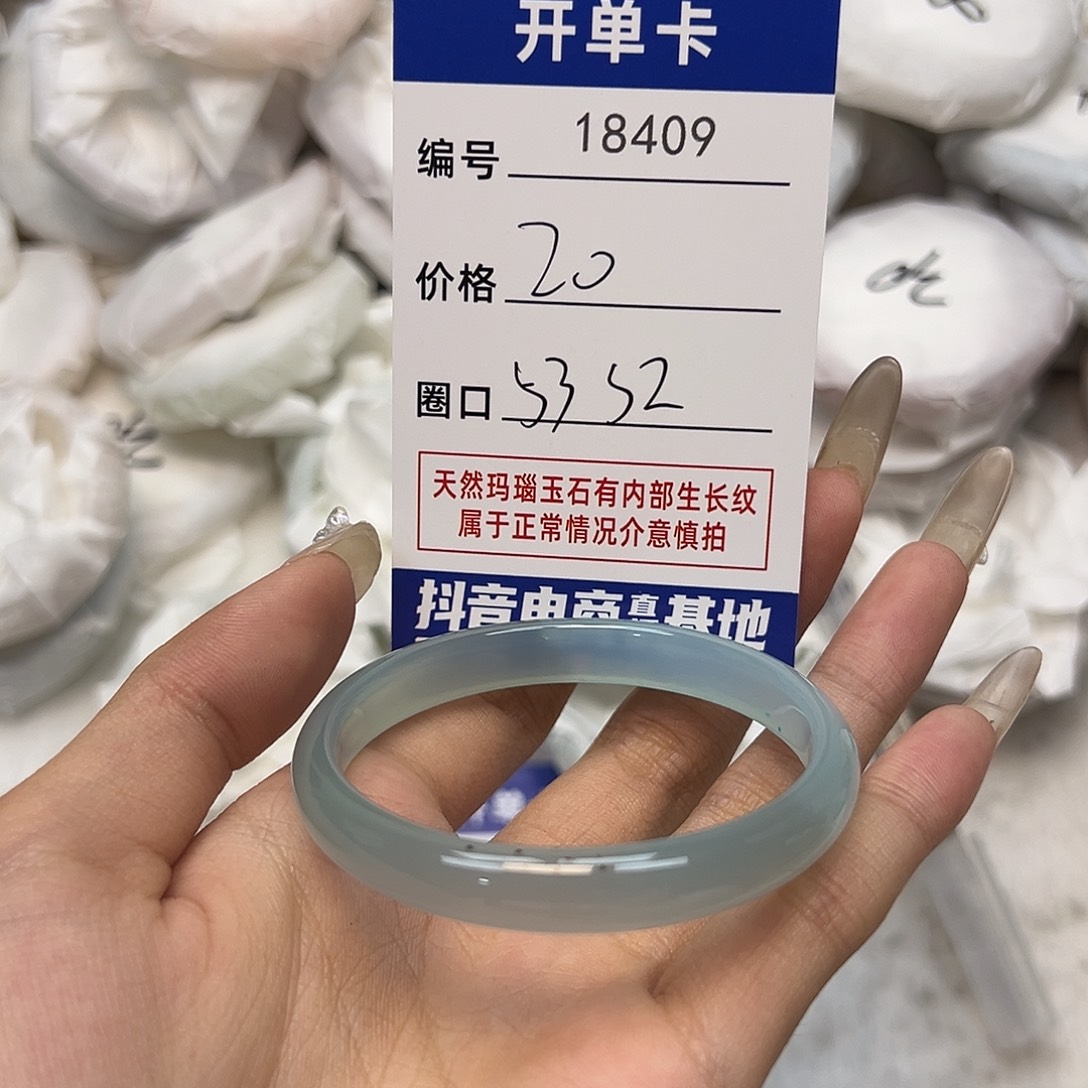 开单卡
编号 18409
价格 20
圈口 53 52
天然玛瑙玉石有内部生长纹
属于正常情况介意慎拍
抖音电商直播基地